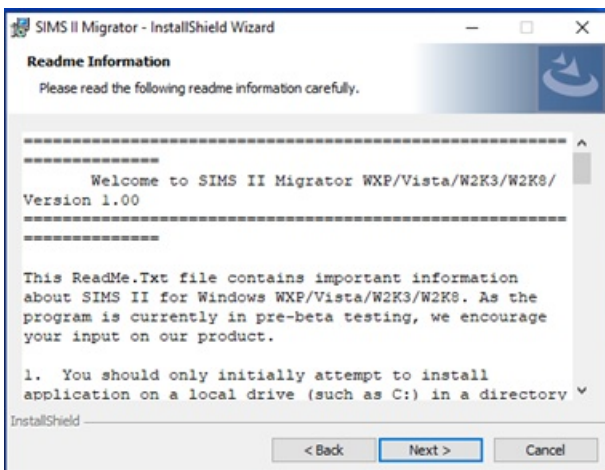 SIMS II Migrator - InstallShield Wizard
Readme Information
Please read the following readme information carefully.
========================================================
==============
Welcome to SIMS II Migrator WXP/Vista/W2K3/W2K8/
Version 1.00
========================================================
==============
This ReadMe.Txt file contains important information
about SIMS II for Windows WXP/Vista/W2K3/W2K8. As the
program is currently in pre-beta testing, we encourage
your input on our product.
1.  You should only initially attempt to install
application on a local drive (such as C:) in a directory
InstallShield
< Back
Next >
Cancel